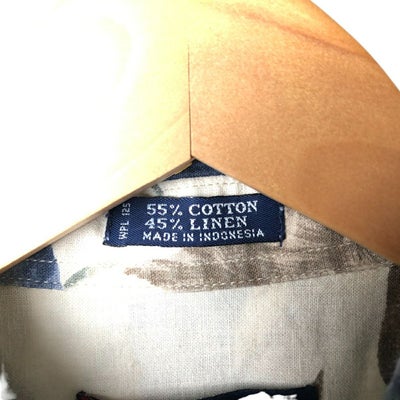 55% COTTON
45% LINEN
MADE IN INDONESIA
WPL 125